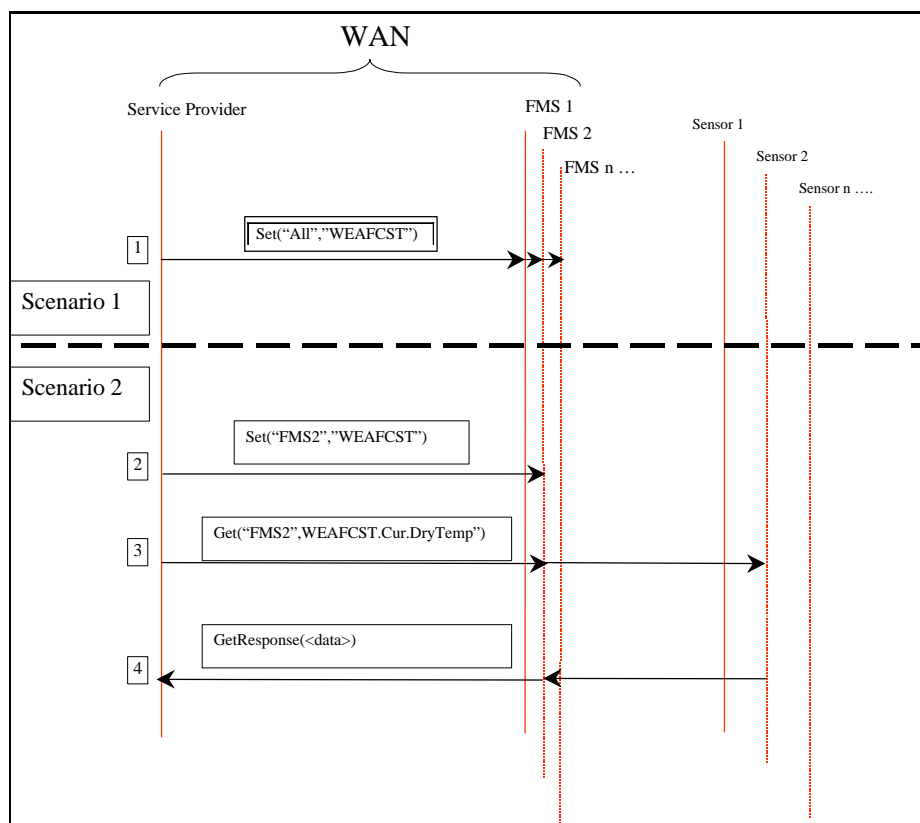 WAN
Service Provider
FMS 1
FMS 2
FMS n …
Sensor 1
Sensor 2
Sensor n ….
Set(“All”,”WEAFCST”)
1
Scenario 1
Scenario 2
Set(“FMS2”,”WEAFCST”)
2
Get(“FMS2”,WEAFCST.Cur.DryTemp”)
3
GetResponse(<data>)
4